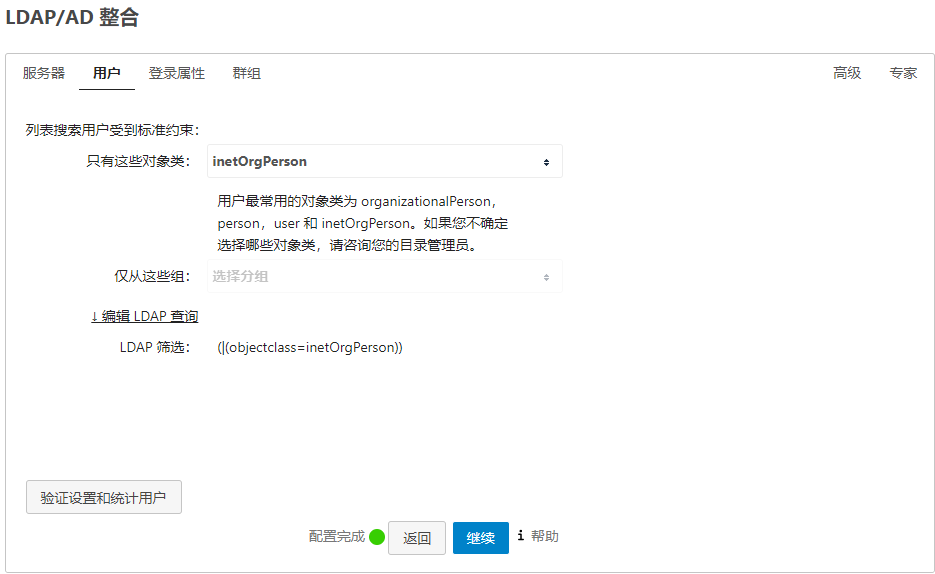 LDAP/AD 整合
服务器 用户 登录属性 群组 高级 专家
列表搜索用户受到标准约束：
只有这些对象类： inetOrgPerson
用户最常用的对象类为 organizationalPerson，
person，user 和 inetOrgPerson。如果您不确定
选择哪些对象类，请咨询您的目录管理员。
仅从这些组： 选择分组
↓ 编辑 LDAP 查询
LDAP 筛选： (|(objectclass=inetOrgPerson))
验证设置和统计用户
配置完成 返回 继续 i 帮助